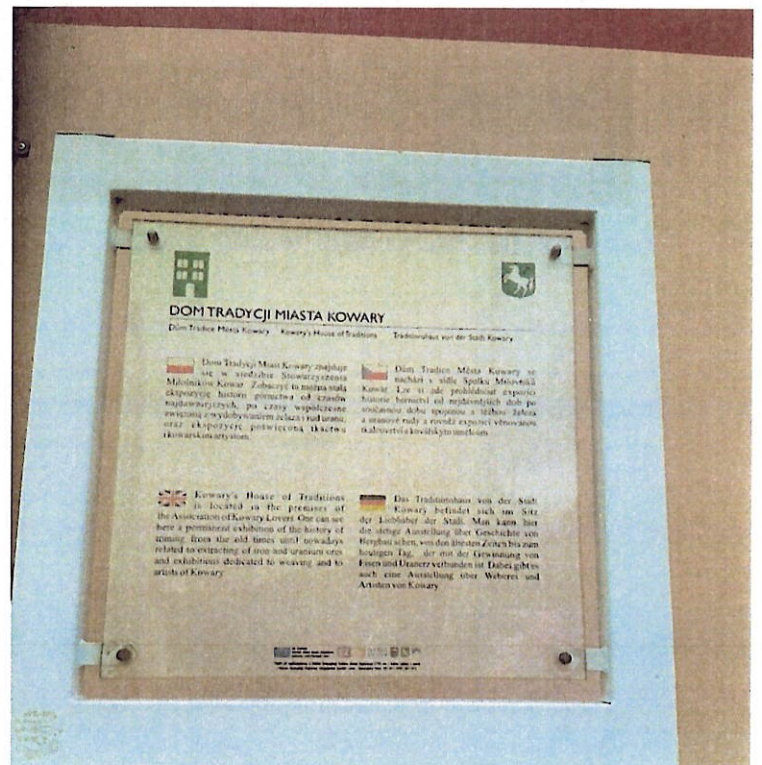 DOM TRADYCJI MIASTA KOWARY
Dům Tradice Města Kowary Kowary's House of Traditions Traditionshaus von der Stadt Kowary
Dom Tradycji Miast Kowary znajduje
się w siedzibie Stowarzyszenia
Miłośników Kowar. Zobaczyć tu można stałą
ekspozycję historii górnictwa od czasów
najdawniejszych, po czasy współczesne
związaną z wydobywaniem żelaza i rud uranu,
oraz ekspozycję poświęconą tkactwu
i kowarskim artystom.
Dům Tradice Města Kowary se
nachází v sídle Spolku Milovníků
Kowar. Lze si zde prohlédnout expozici
historie hornictví od nejdávnějších dob po
současnou dobu spojenou s těžbou železa
a uranové rudy a rovněž expozici věnovanou
tkalcovství a kovářským umělcům.
Kowary's House of Traditions
is located in the premises of
the Association of Kowary Lovers. One can see
here a permanent exhibition of the history of
mining from the old times until nowadays
related to extracting of iron and uranium ores
and exhibitions dedicated to weaving and to
artists of Kowary.
Das Traditionshaus von der Stadt
Kowary befindet sich im Sitz
der Liebhaber der Stadt. Man kann hier
die stetige Ausstellung über Geschichte von
Bergbau sehen, von den ältesten Zeiten bis zum
heutigen Tag, der mit der Gewinnung von
Eisen und Uranerz verbunden ist. Dabei gibt es
auch eine Ausstellung über Weberei und
Artisten von Kowary.